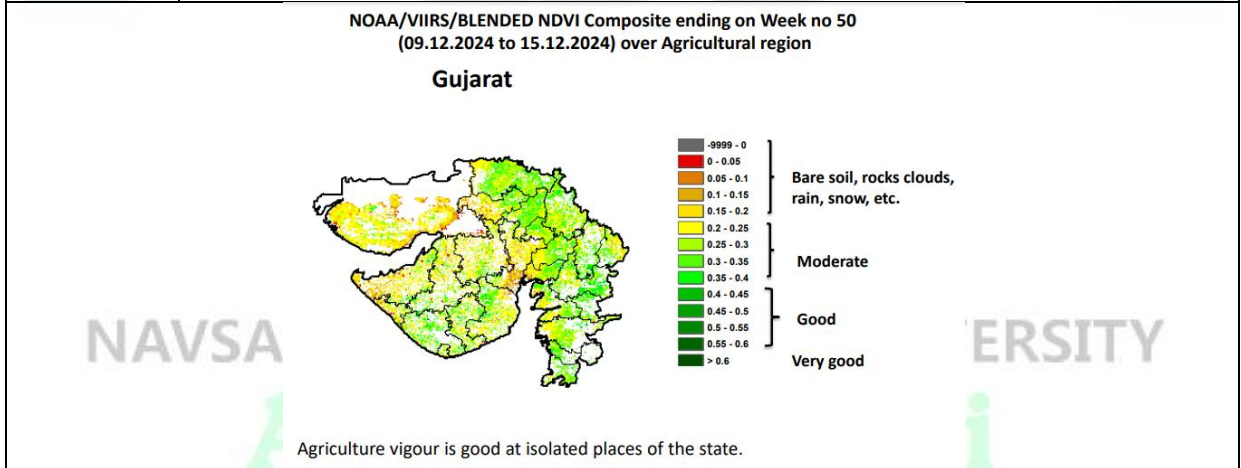 NOAA/VIIRS/BLENDED NDVI Composite ending on Week no 50
(09.12.2024 to 15.12.2024) over Agricultural region
Gujarat
-9999 - 0
0 - 0.05
0.05 - 0.1
0.1 - 0.15
0.15 - 0.2
Bare soil, rocks clouds,
rain, snow, etc.
0.2 - 0.25
0.25 - 0.3
0.3 - 0.35
0.35 - 0.4
Moderate
0.4 - 0.45
0.45 - 0.5
0.5 - 0.55
0.55 - 0.6
Good
> 0.6
Very good
NAVSA ERSITY
A i
Agriculture vigour is good at isolated places of the state.